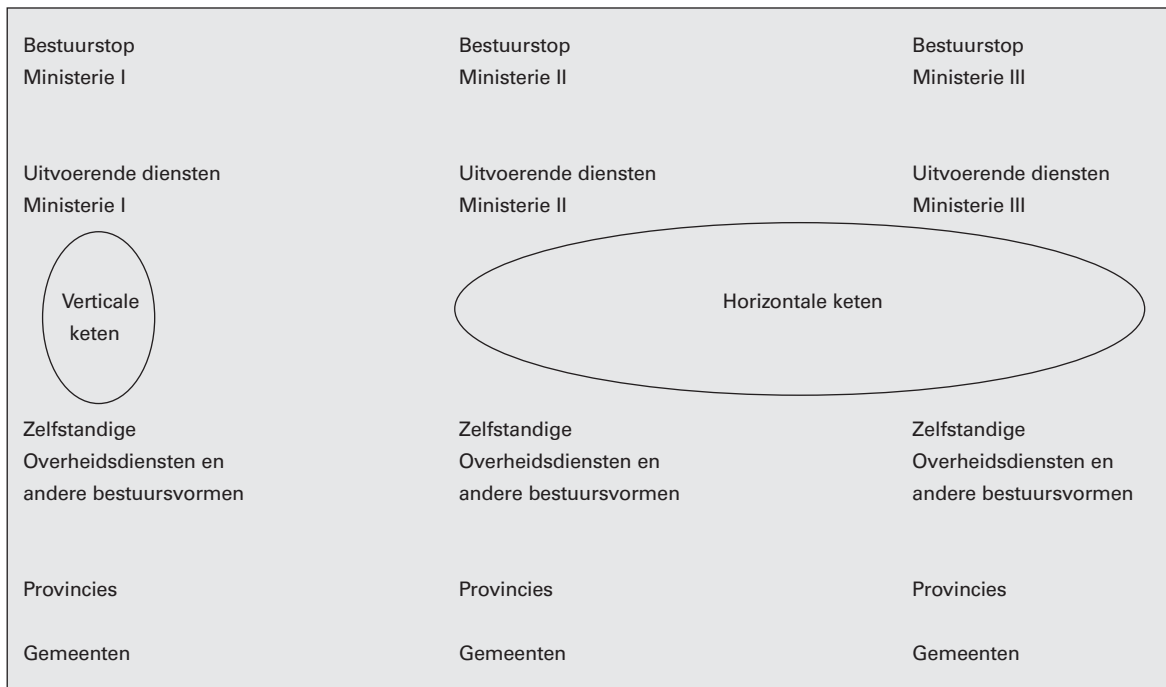 Bestuurstop
Ministerie I
Bestuurstop
Ministerie II
Bestuurstop
Ministerie III
Uitvoerende diensten
Ministerie I
Uitvoerende diensten
Ministerie II
Uitvoerende diensten
Ministerie III
Verticale
keten
Horizontale keten
Zelfstandige
Overheidsdiensten en
andere bestuursvormen
Zelfstandige
Overheidsdiensten en
andere bestuursvormen
Zelfstandige
Overheidsdiensten en
andere bestuursvormen
Provincies
Provincies
Provincies
Gemeenten
Gemeenten
Gemeenten